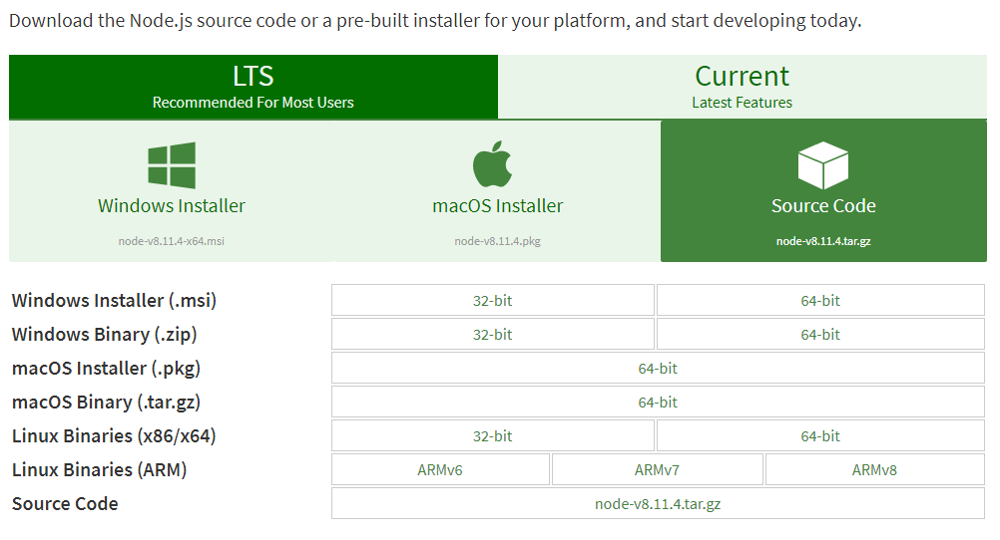 Download the Node.js source code or a pre-built installer for your platform, and start developing today.
LTS
Recommended For Most Users
Current
Latest Features
Windows Installer
node-v8.11.4-x64.msi
macOS Installer
node-v8.11.4.pkg
Source Code
node-v8.11.4.tar.gz
Windows Installer (.msi) 32-bit 64-bit
Windows Binary (.zip) 32-bit 64-bit
macOS Installer (.pkg) 64-bit
macOS Binary (.tar.gz) 64-bit
Linux Binaries (x86/x64) 32-bit 64-bit
Linux Binaries (ARM) ARMv6 ARMv7 ARMv8
Source Code node-v8.11.4.tar.gz